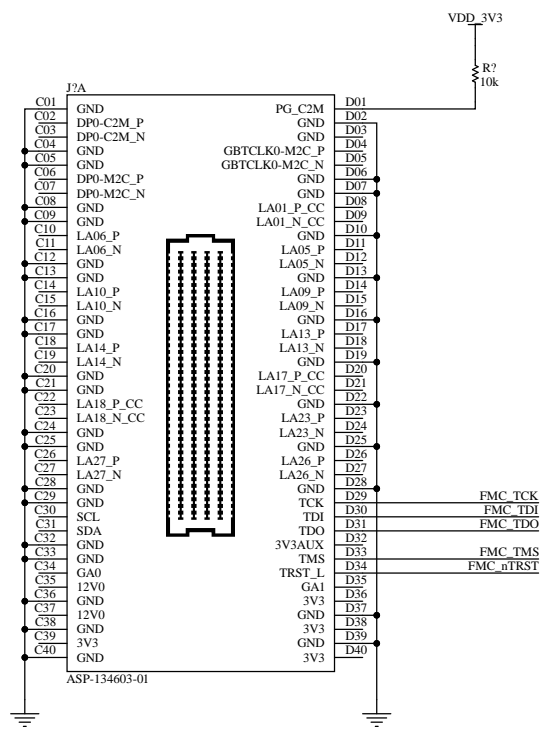 VDD_3V3
R?
10k
J?A
C01 GND PG_C2M D01
C02 DP0-C2M_P GND D02
C03 DP0-C2M_N GND D03
C04 GND GBTCLK0-M2C_P D04
C05 GND GBTCLK0-M2C_N D05
C06 DP0-M2C_P GND D06
C07 DP0-M2C_N GND D07
C08 GND LA01_P_CC D08
C09 GND LA01_N_CC D09
C10 LA06_P GND D10
C11 LA06_N LA05_P D11
C12 GND LA05_N D12
C13 GND GND D13
C14 LA10_P LA09_P D14
C15 LA10_N LA09_N D15
C16 GND GND D16
C17 GND LA13_P D17
C18 LA14_P LA13_N D18
C19 LA14_N GND D19
C20 GND LA17_P_CC D20
C21 GND LA17_N_CC D21
C22 LA18_P_CC GND D22
C23 LA18_N_CC LA23_P D23
C24 GND LA23_N D24
C25 GND GND D25
C26 LA27_P LA26_P D26
C27 LA27_N LA26_N D27
C28 GND GND D28
C29 GND TCK D29 FMC_TCK
C30 SCL TDI D30 FMC_TDI
C31 SDA TDO D31 FMC_TDO
C32 GND 3V3AUX D32
C33 GND TMS D33 FMC_TMS
C34 GA0 TRST_L D34 FMC_nTRST
C35 12V0 GA1 D35
C36 GND 3V3 D36
C37 12V0 GND D37
C38 GND 3V3 D38
C39 3V3 GND D39
C40 GND 3V3 D40
ASP-134603-01